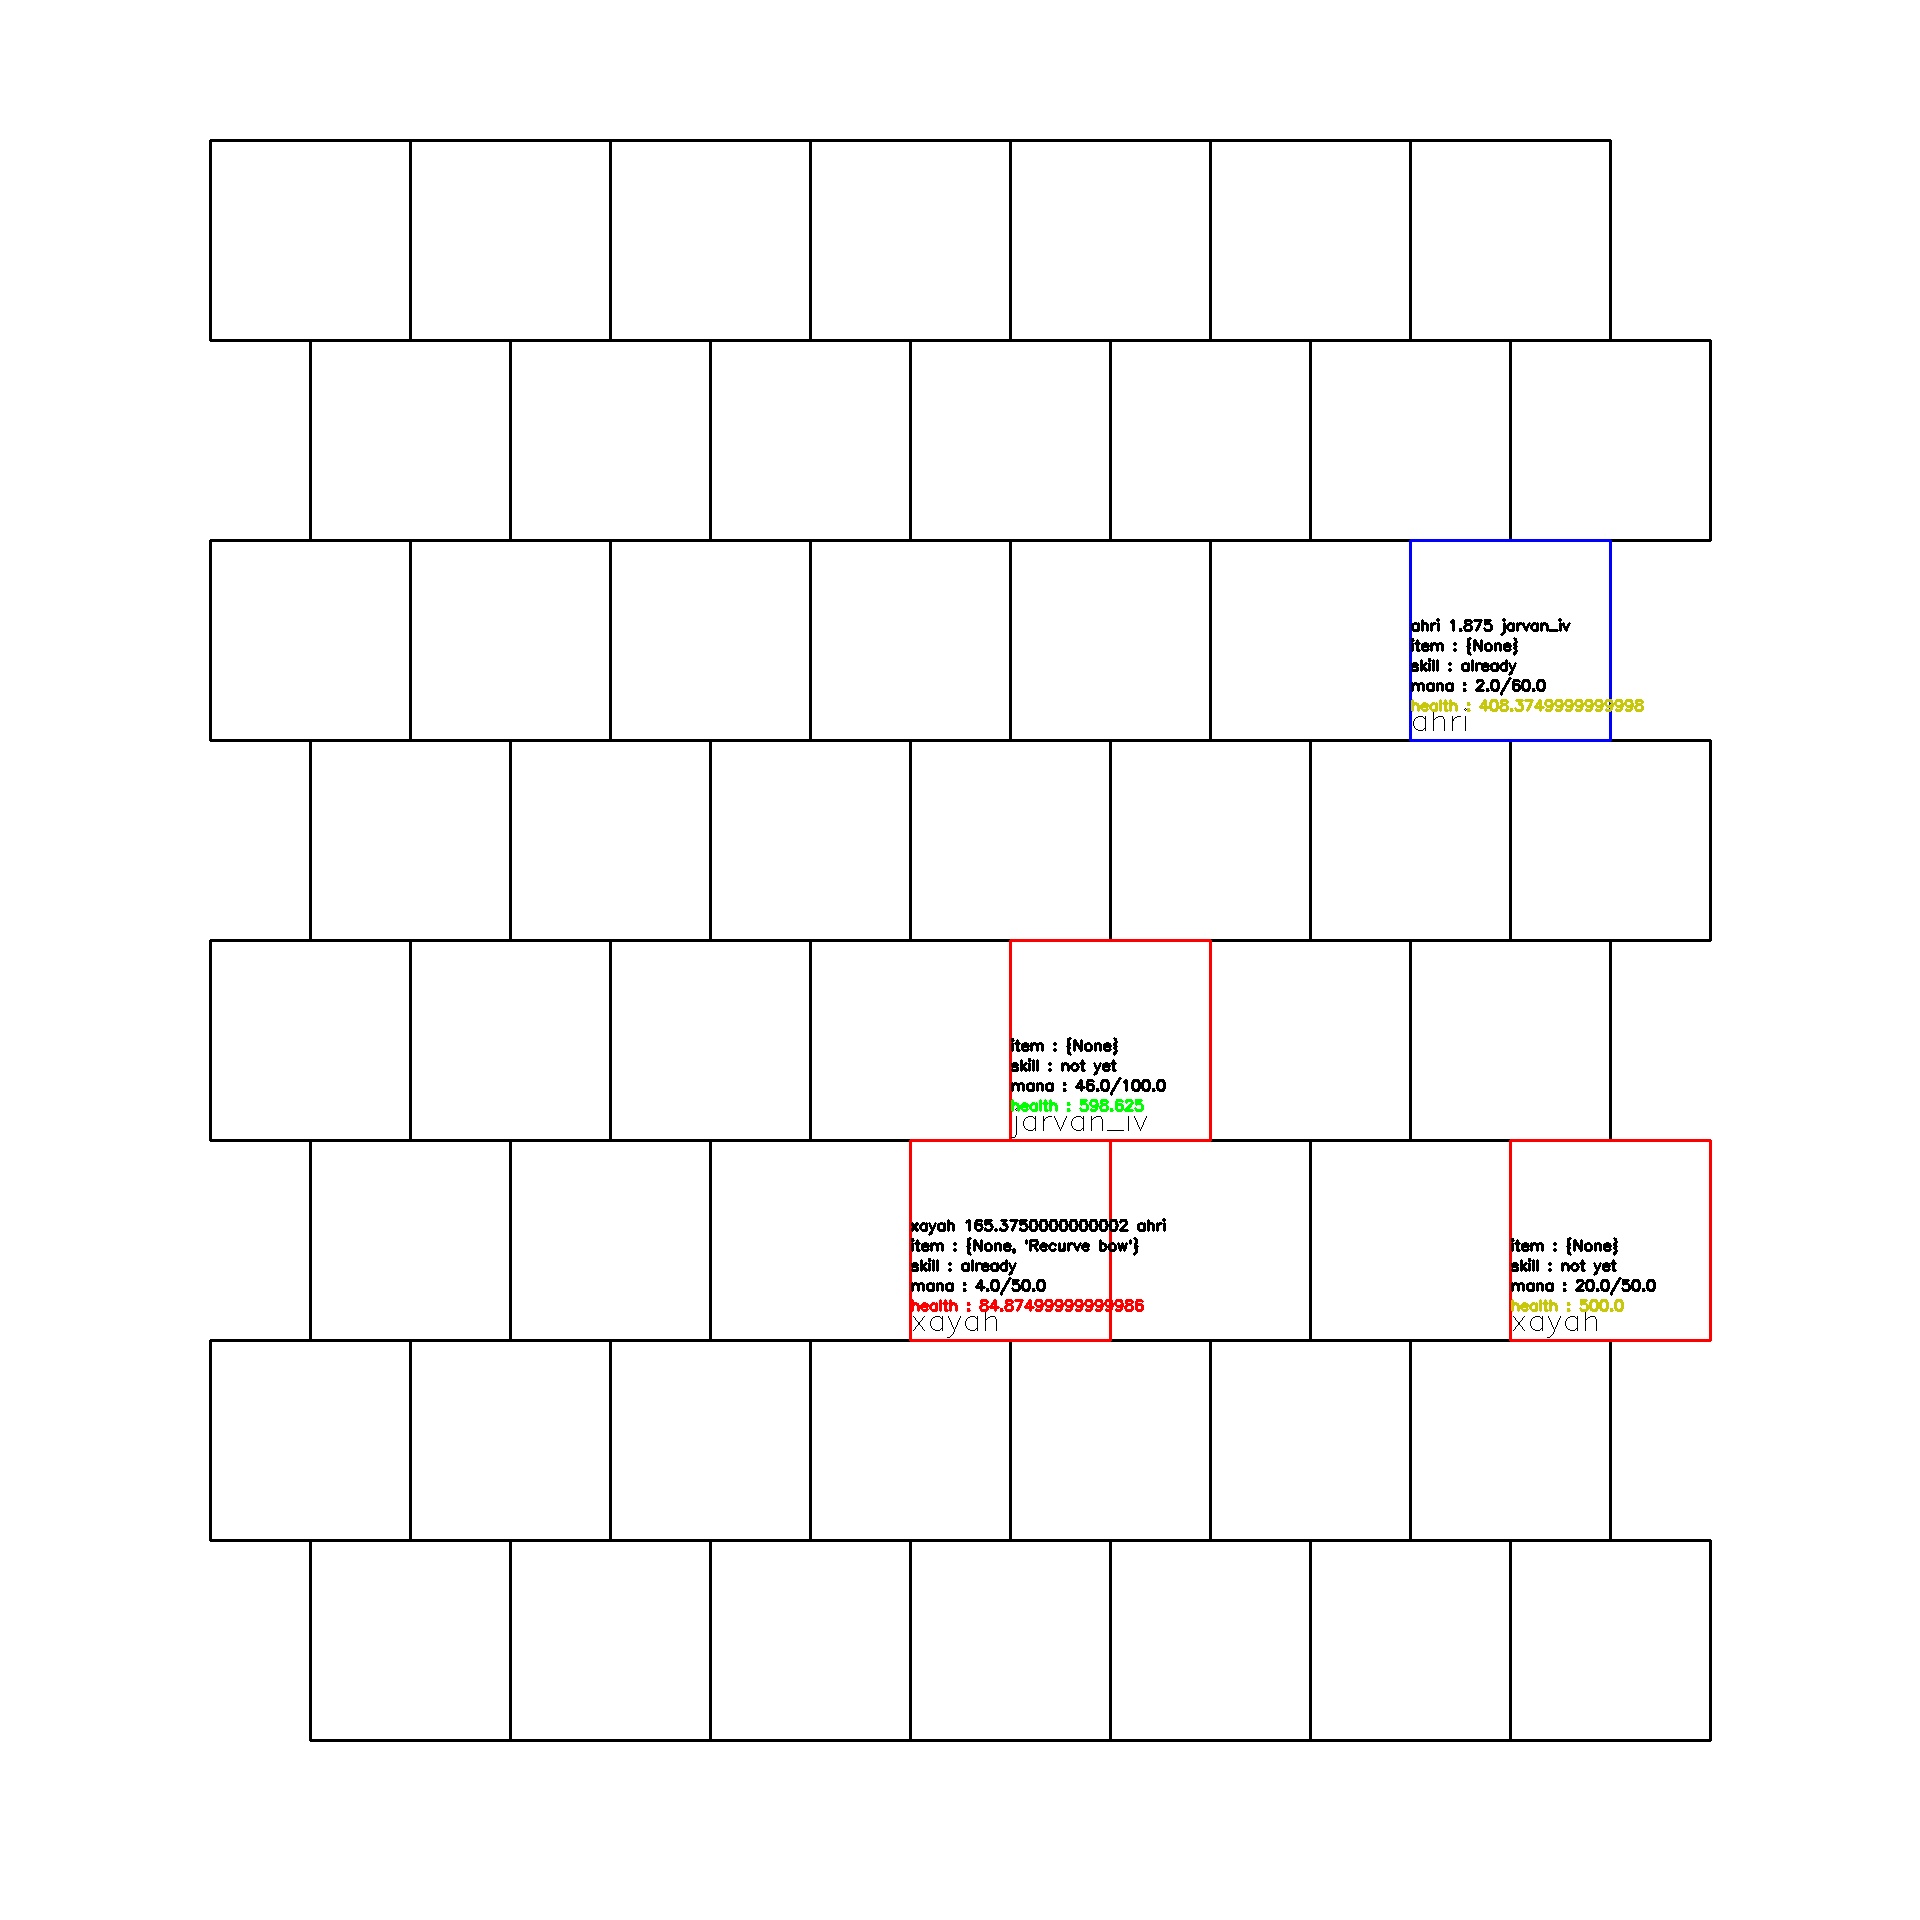 ahri 1.875 jarvan_iv
item : {None}
skill : already
mana : 2.0/60.0
health : 408.3749999999998
ahri
item : {None}
skill : not yet
mana : 46.0/100.0
health : 598.625
jarvan_iv
xayah 165.3750000000002 ahri
item : {None, 'Recurve bow'}
skill : already
mana : 4.0/50.0
health : 84.87499999999986
xayah
item : {None}
skill : not yet
mana : 20.0/50.0
health : 500.0
xayah